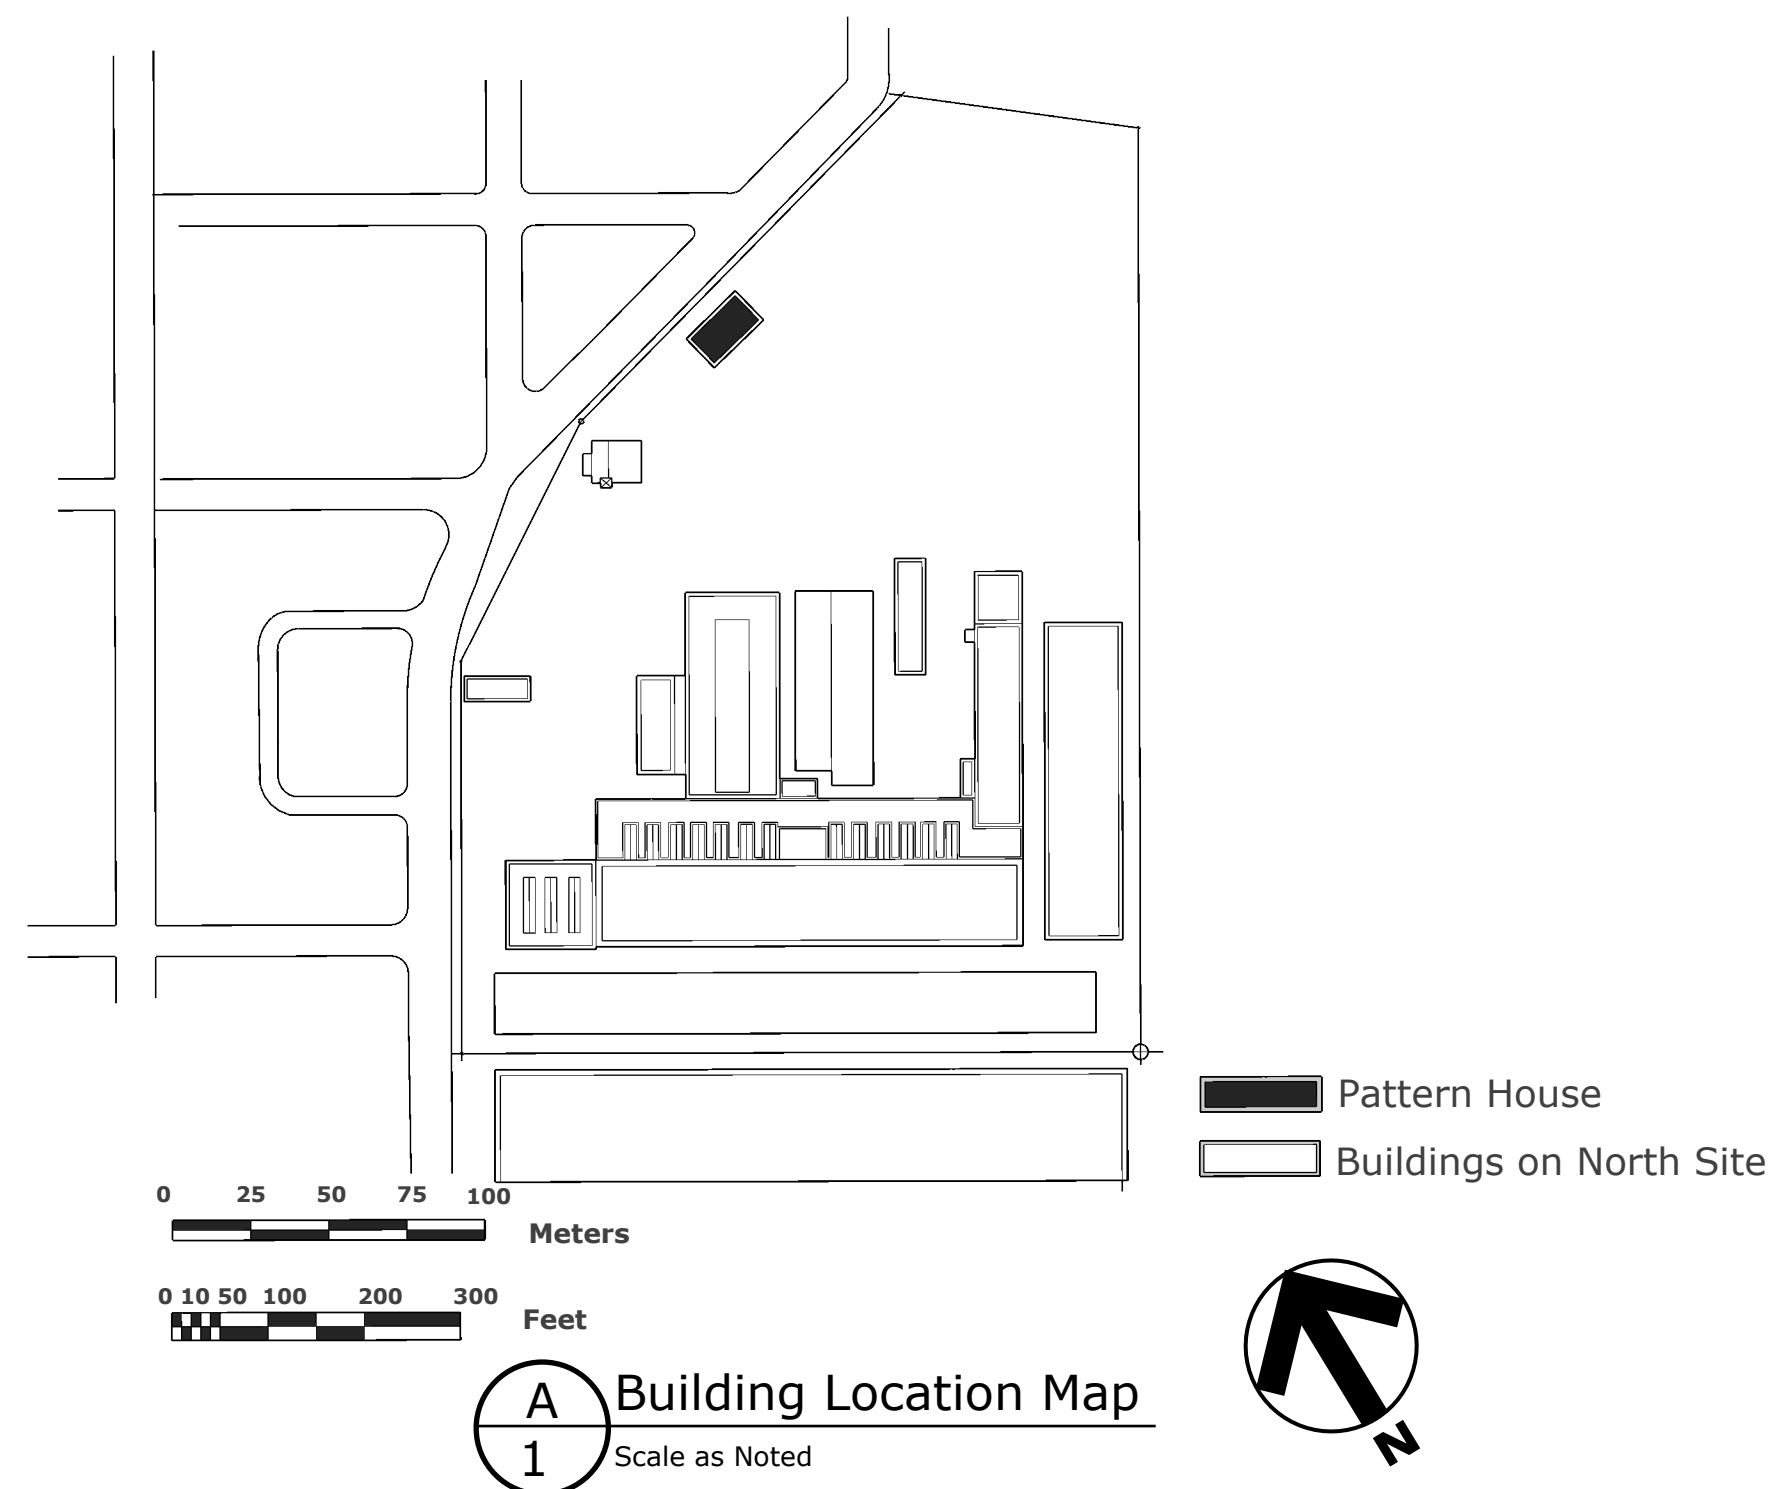 Pattern House
Buildings on North Site
0 25 50 75 100
Meters
0 10 50 100 200 300
Feet
N
A
1
Building Location Map
Scale as Noted